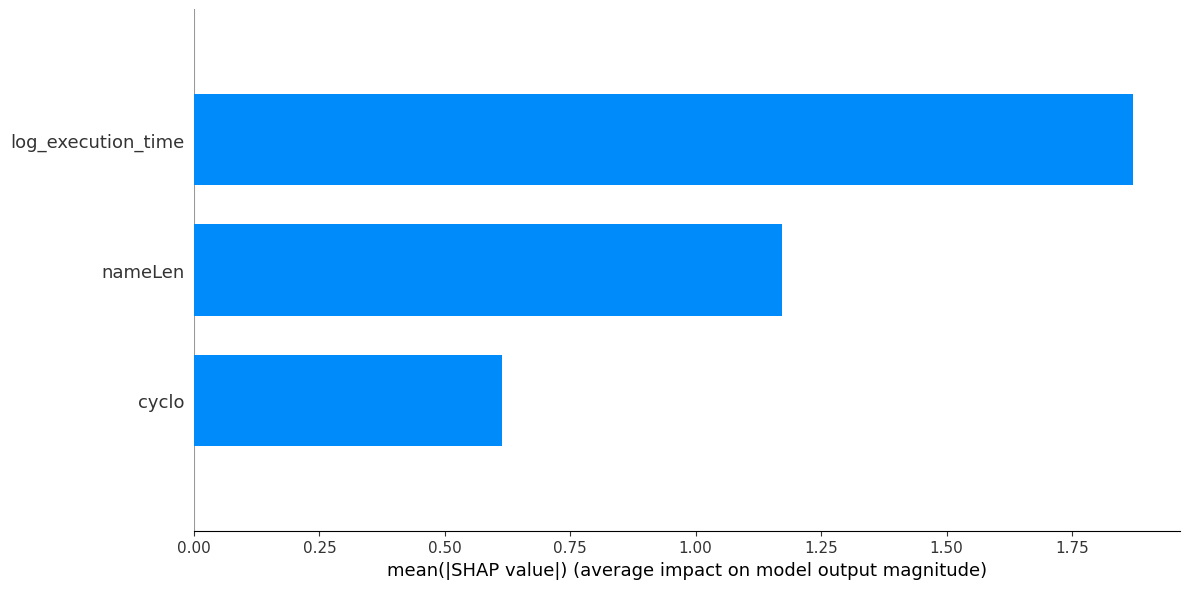 log_execution_time
nameLen
cyclo
0.00 0.25 0.50 0.75 1.00 1.25 1.50 1.75
mean(|SHAP value|) (average impact on model output magnitude)